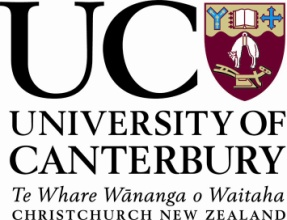 UC
UNIVERSITY OF
CANTERBURY
Te Whare Wānanga o Waitaha
CHRISTCHURCH NEW ZEALAND